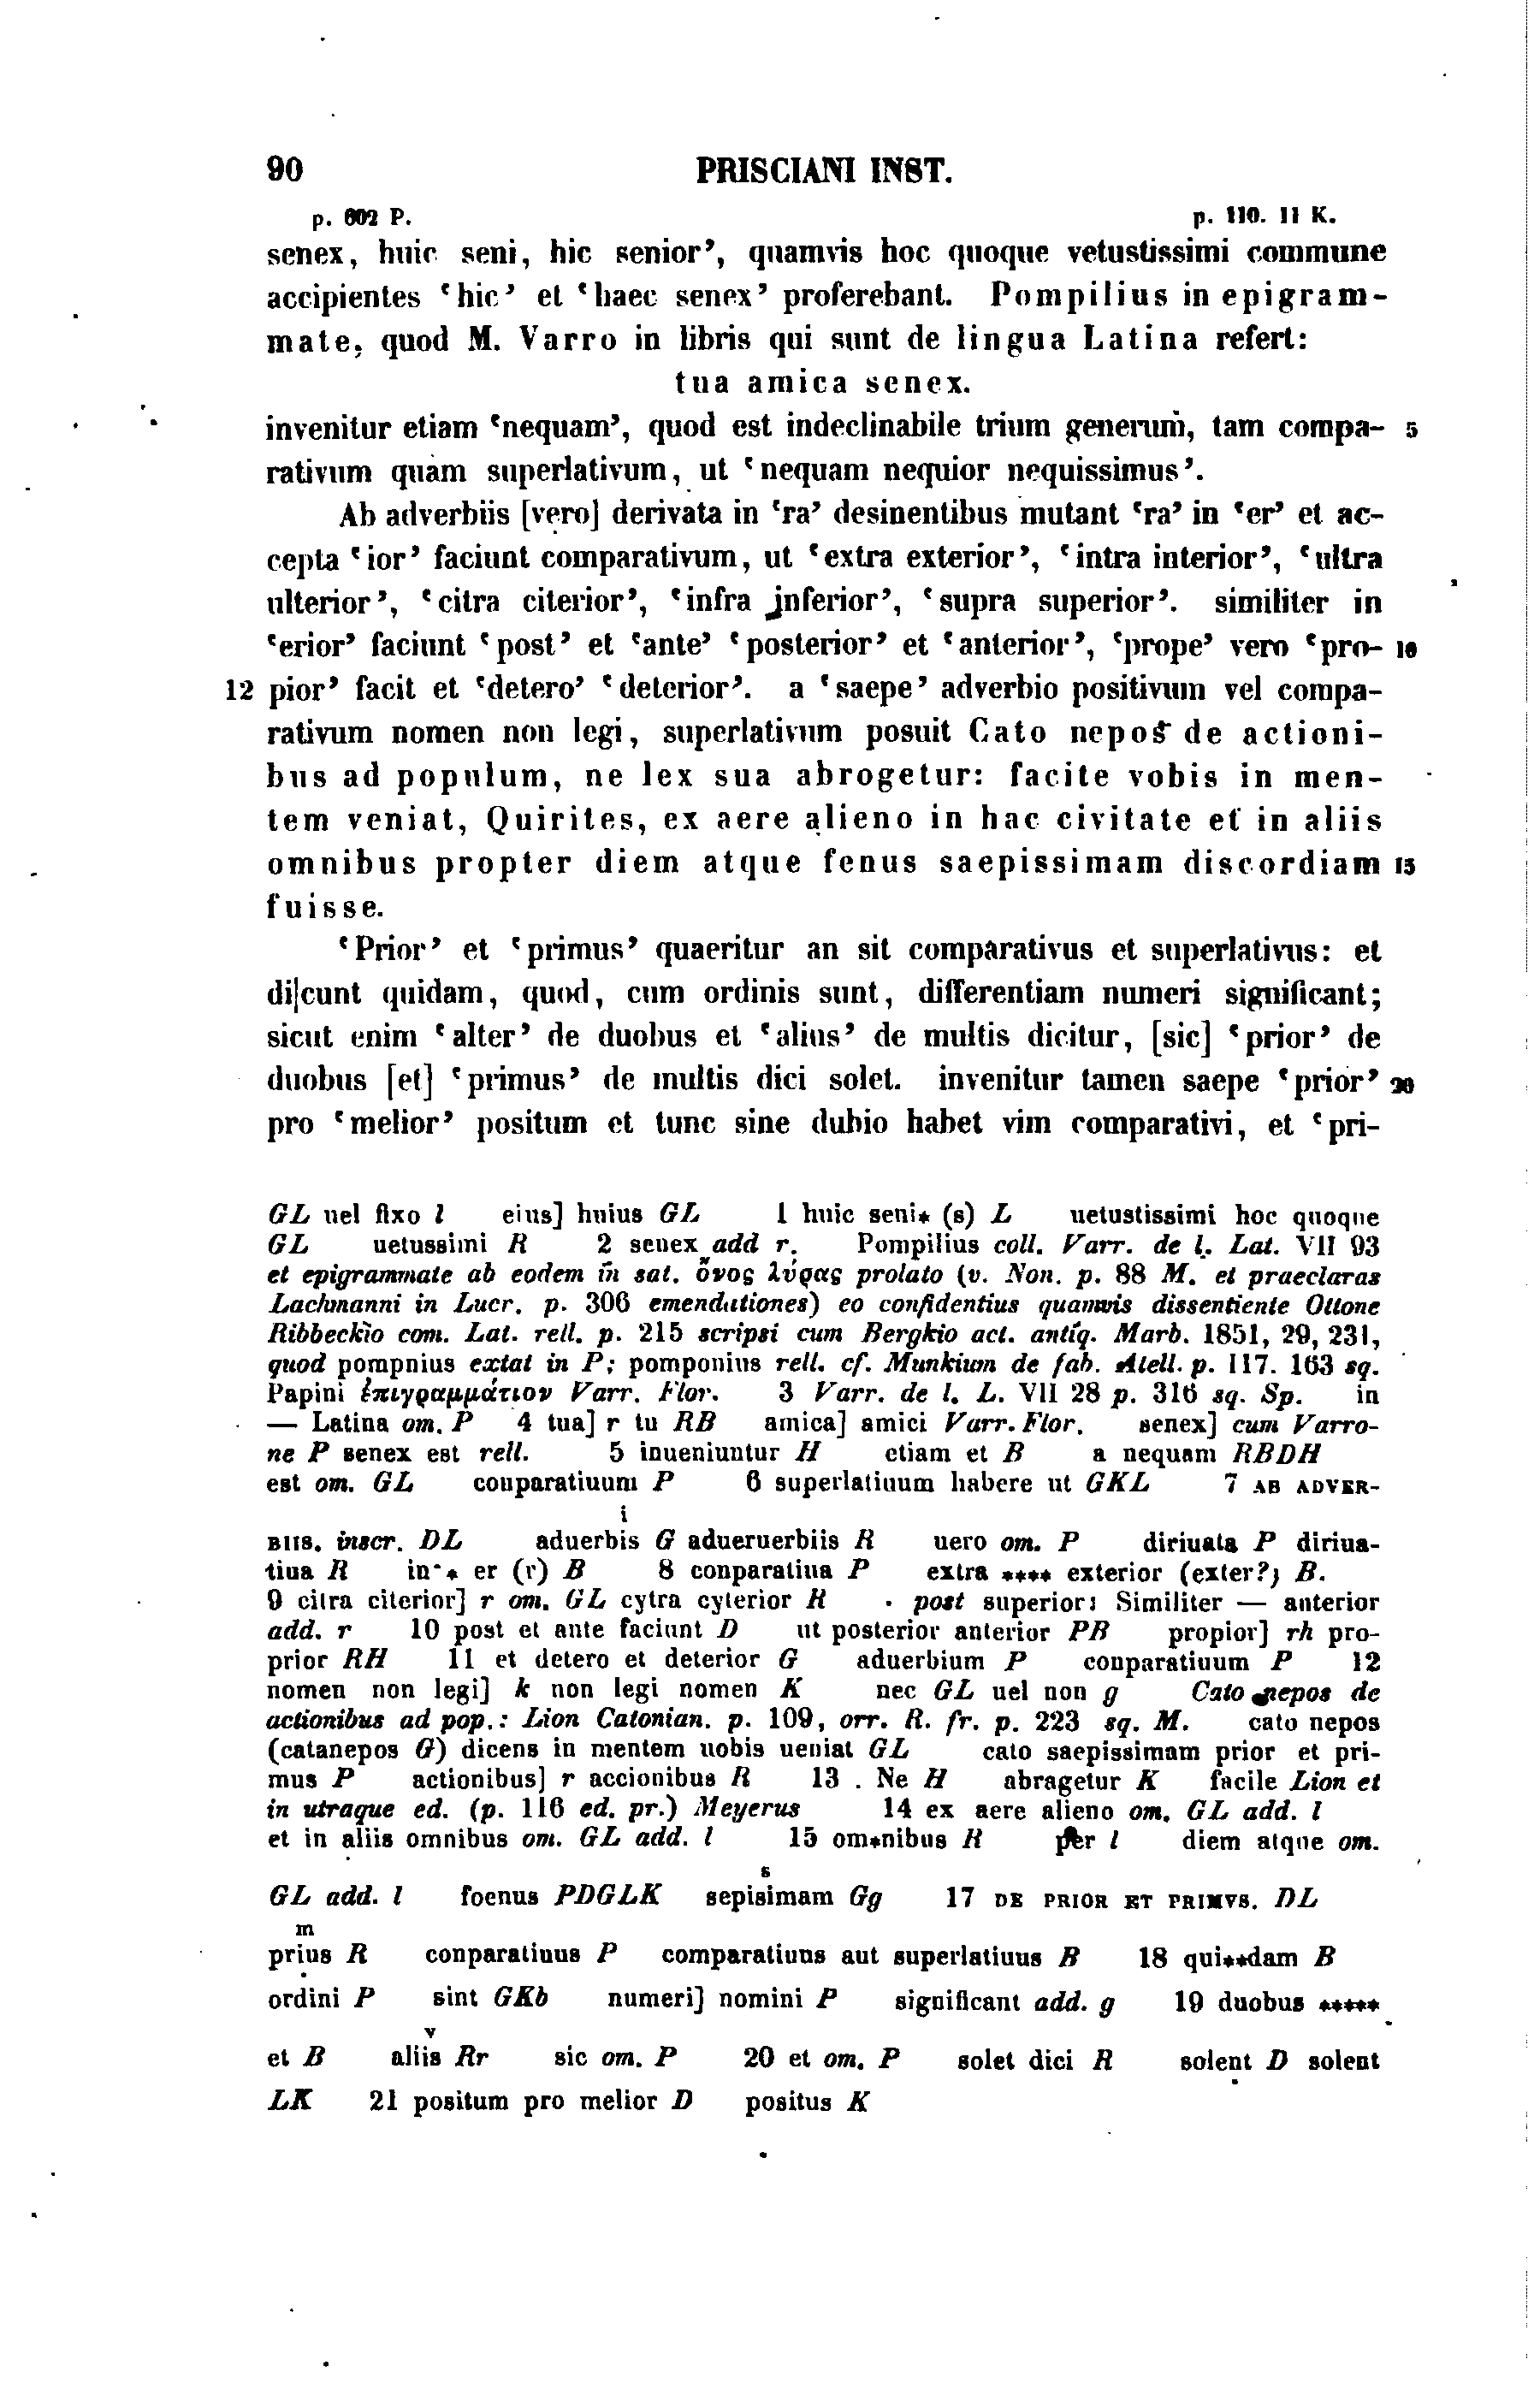 90 PRISCIANI INST.
p. 602 P. p. 110. 11 K.
senex, huic seni, hic senior’, quamvis hoc quoque vetustissimi commune
accipientes ‘hic’ et ‘haec senex’ proferebant. Pompilius in epigram-
mate, quod M. Varro in libris qui sunt de lingua Latina refert:
tua amica senex.
invenitur etiam ‘nequam’, quod est indeclinabile trium generum, tam compa- 5
rativum quam superlativum, ut ‘nequam nequior nequissimus’.
Ab adverbiis [vero] derivata in ‘ra’ desinentibus mutant ‘ra’ in ‘er’ et ac-
cepta ‘ior’ faciunt comparativum, ut ‘extra exterior’, ‘intra interior’, ‘ultra
ulterior’, ‘citra citerior’, ‘infra inferior’, ‘supra superior’. similiter in
‘erior’ faciunt ‘post’ et ‘ante’ ‘posterior’ et ‘anterior’, ‘prope’ vero ‘pro- 10
12 pior’ facit et ‘detero’ ‘deterior’. a ‘saepe’ adverbio positivum vel compa-
rativum nomen non legi, superlativum posuit Cato nepos de actioni-
bus ad populum, ne lex sua abrogetur: facite vobis in men-
tem veniat, Quirites, ex aere alieno in hac civitate et in aliis
omnibus propter diem atque fenus saepissimam discordiam 15
fuisse.
‘Prior’ et ‘primus’ quaeritur an sit comparativus et superlativus: et
di|cunt quidam, quod, cum ordinis sunt, differentiam numeri significant;
sicut enim ‘alter’ de duobus et ‘alius’ de multis dicitur, [sic] ‘prior’ de
duobus [et] ‘primus’ de multis dici solet. invenitur tamen saepe ‘prior’ 20
pro ‘melior’ positum et tunc sine dubio habet vim comparativi, et ‘pri-
GL uel fixo l eius] huius GL 1 huic seni* (s) L uetustissimi hoc quoque
GL uetussimi R 2 senex add r. Pompilius coll. Varr. de l. Lat. VII 93
et epigrammate ab eodem in sat. ὄνος λύρας prolato (v. Non. p. 88 M. et praeclaras
Lachmanni in Lucr. p. 306 emendationes) eo confidentius quamvis dissentiente Ottone
Ribbeckio com. Lat. rell. p. 215 scripsi cum Bergkio act. antiq. Marb. 1851, 29, 231,
quod pompnius extat in P; pomponius rell. cf. Munkium de fab. Atell. p. 117. 163 sq.
Papini ἐπιγραμμάτιον Varr. Flor. 3 Varr. de l. L. VII 28 p. 316 sq. Sp. in
— Latina om. P 4 tua] r tu RB amica] amici Varr. Flor. senex] cum Varro-
ne P senex est rell. 5 inueniuntur H etiam et B a nequam RBDH
est om. GL conparatiuum P 6 superlatiuum habere ut GKL 7 AB ADVER-
i
BIIS. inscr. DL aduerbis G adueruerbiis R uero om. P diriuata P diriua-
tiua R in * er (r) B 8 conparatiua P extra **** exterior (exter?) B.
9 citra citerior] r om. GL cytra cyterior R post superior: Similiter — anterior
add. r 10 post et ante faciunt D ut posterior anterior PB propior] rh pro-
prior RH 11 et detero et deterior G aduerbium P conparatiuum P 12
nomen non legi] k non legi nomen K nec GL uel non g Cato nepos de
actionibus ad pop.: Lion Catonian. p. 109, orr. R. fr. p. 223 sq. M. cato nepos
(catanepos G) dicens in mentem uobis ueniat GL cato saepissimam prior et pri-
mus P actionibus] r accionibus R 13 . Ne H abragetur K facile Lion et
in utraque ed. (p. 116 ed. pr.) Meyerus 14 ex aere alieno om. GL add. l
et in aliis omnibus om. GL add. l 15 om*nibus R per l diem atque om.
s
GL add. l foenus PDGLK sepisimam Gg 17 DE PRIOR ET PRIMVS. DL
m
prius R conparatiuus P comparatiuus aut superlatiuus B 18 qui**dam B
ordini P sint GKb numeri] nomini P significant add. g 19 duobus *****
v
et B aliis Rr sic om. P 20 et om. P solet dici R solent D solent
LK 21 positum pro melior D positus K